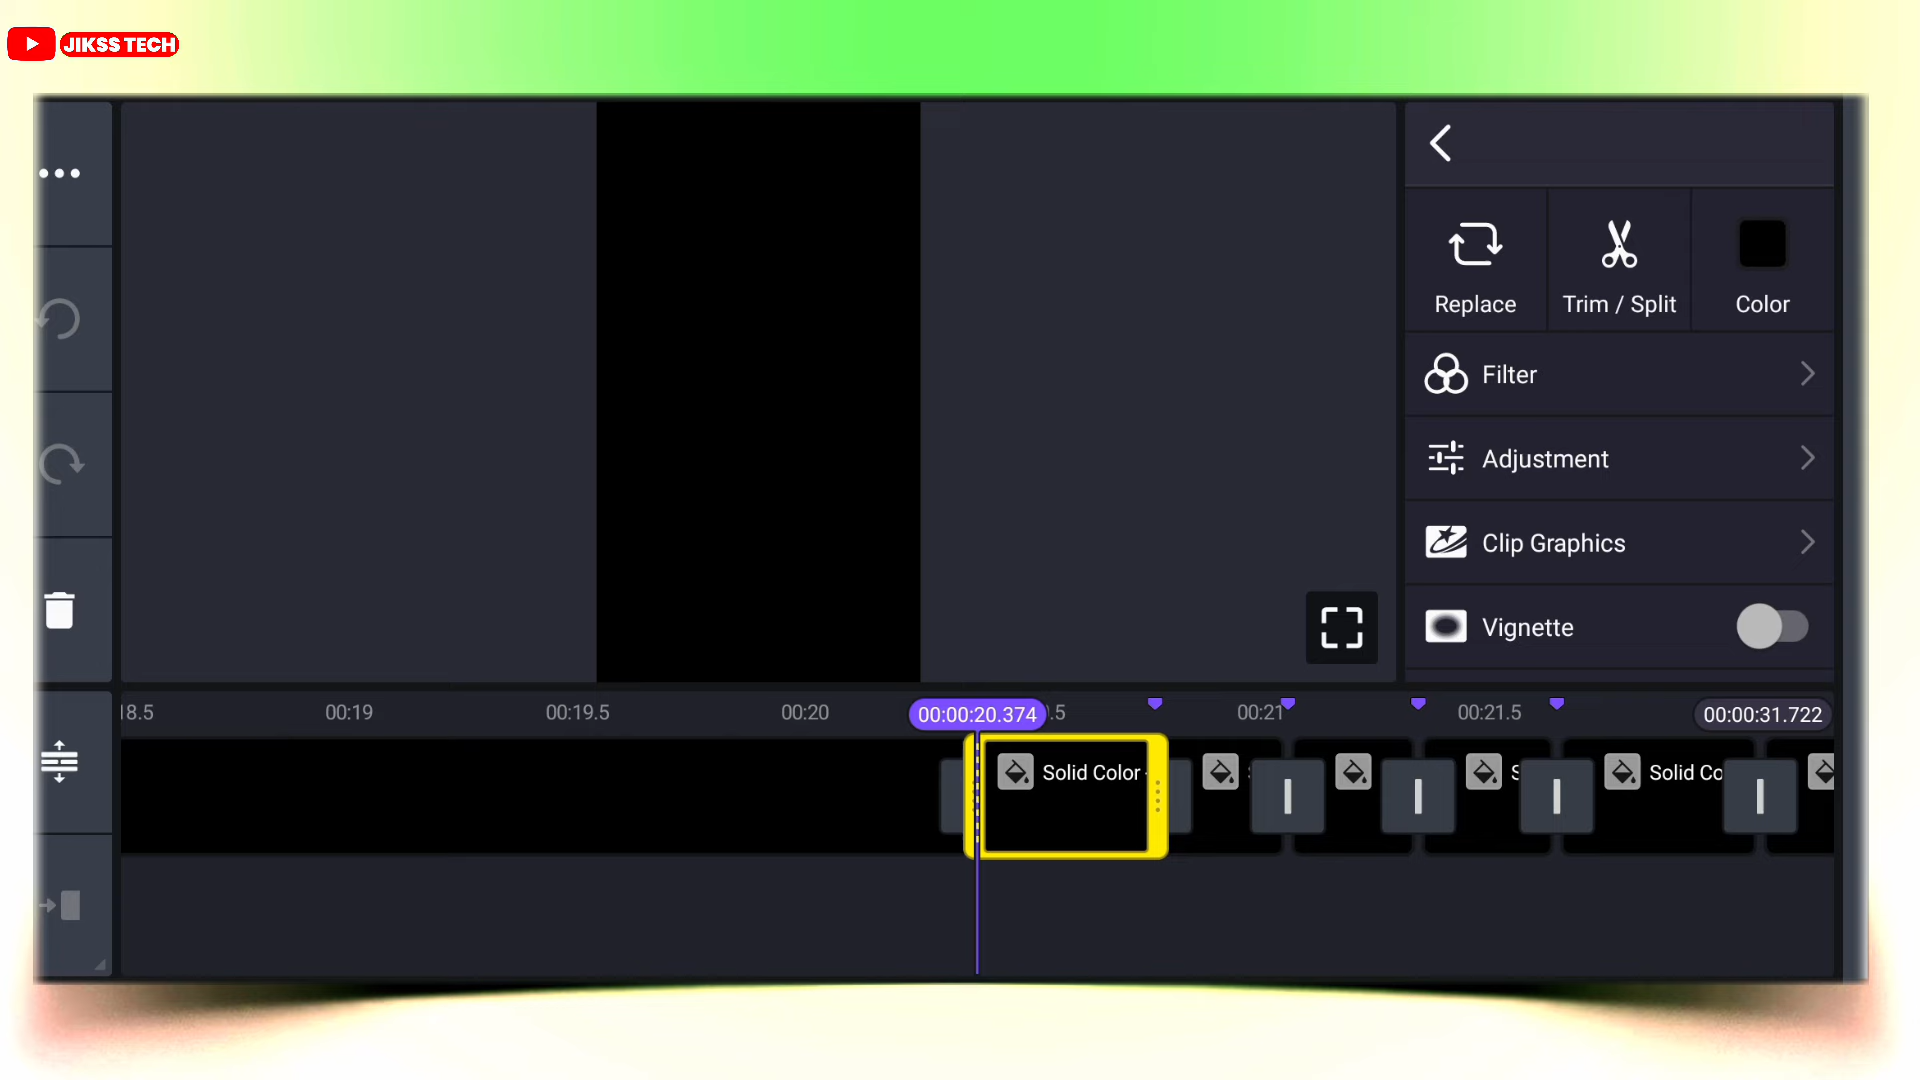 JIKSS TECH
Replace
Trim / Split
Color
Filter
Adjustment
Clip Graphics
Vignette
18.5
00:19
00:19.5
00:20
00:00:20.374
.5
00:21
00:21.5
00:00:31.722
Solid Color
Solid Co